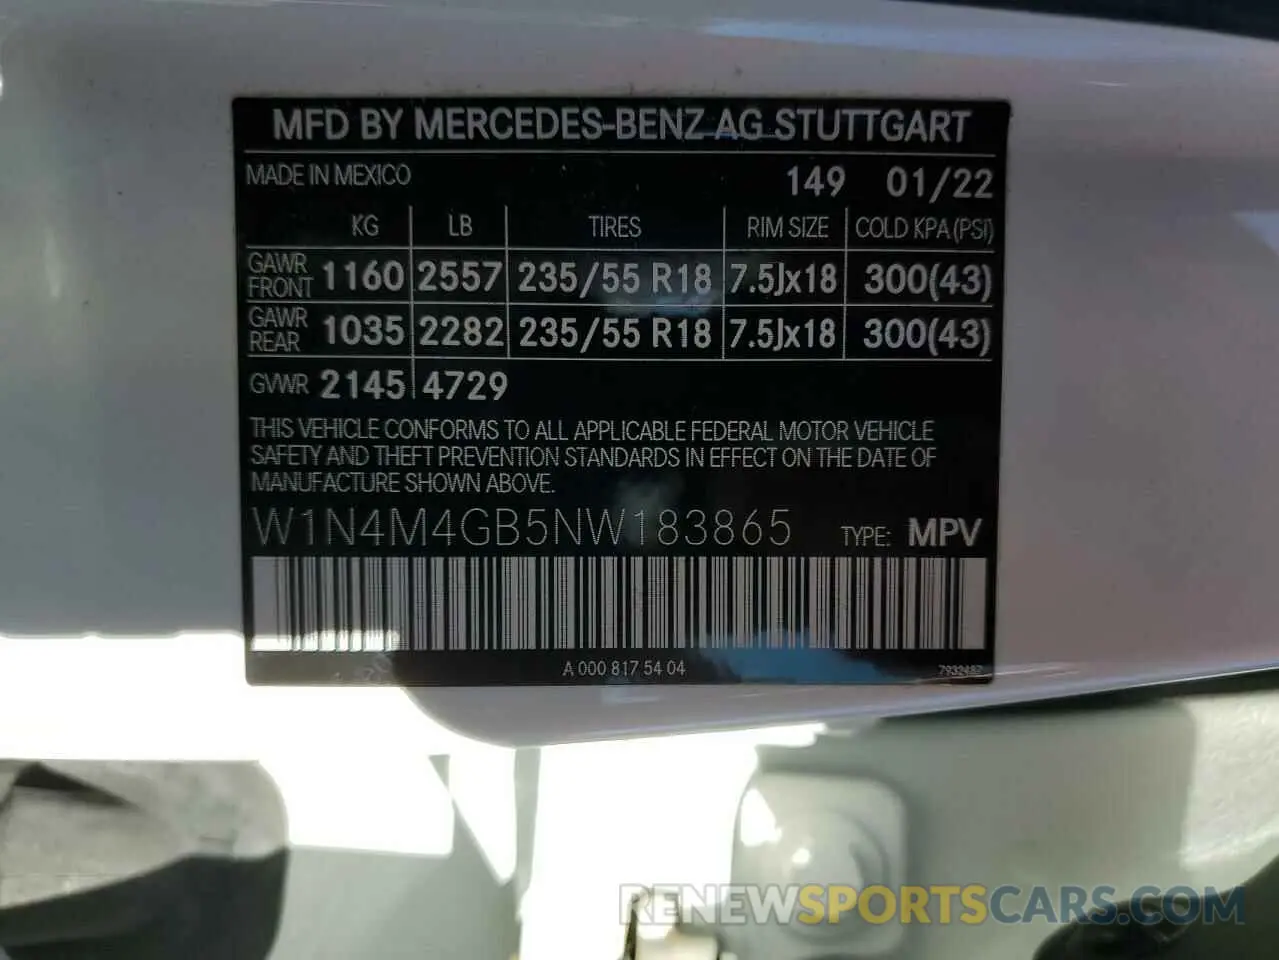 MFD BY MERCEDES-BENZ AG STUTTGART
MADE IN MEXICO 149 01/22
KG LB TIRES RIM SIZE COLD KPA (PSI)
GAWR FRONT 1160 2557 235/55 R18 7.5Jx18 300(43)
GAWR REAR 1035 2282 235/55 R18 7.5Jx18 300(43)
GVWR 2145 4729
THIS VEHICLE CONFORMS TO ALL APPLICABLE FEDERAL MOTOR VEHICLE
SAFETY AND THEFT PREVENTION STANDARDS IN EFFECT ON THE DATE OF
MANUFACTURE SHOWN ABOVE.
W1N4M4GB5NW183865 TYPE: MPV
A 000 817 54 04
RENEWSPORTSCARS.COM